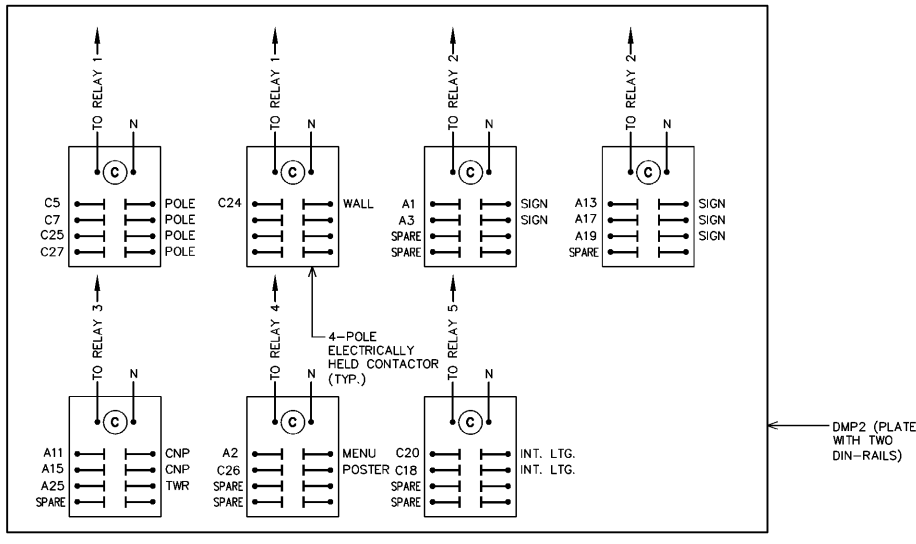 TO RELAY 1
N
TO RELAY 1
N
TO RELAY 2
N
TO RELAY 2
N
C
C
C
C
C5 POLE
C7 POLE
C25 POLE
C27 POLE
C24 WALL
A1 SIGN
A3 SIGN
SPARE
SPARE
A13 SIGN
A17 SIGN
A19 SIGN
SPARE
4-POLE
ELECTRICALLY
HELD CONTACTOR
(TYP.)
TO RELAY 3
N
TO RELAY 4
N
TO RELAY 5
N
C
C
C
A11 CNP
A15 CNP
A25 TWR
SPARE
A2 MENU
C26 POSTER
SPARE
SPARE
C20 INT. LTG.
C18 INT. LTG.
SPARE
SPARE
DMP2 (PLATE
WITH TWO
DIN-RAILS)